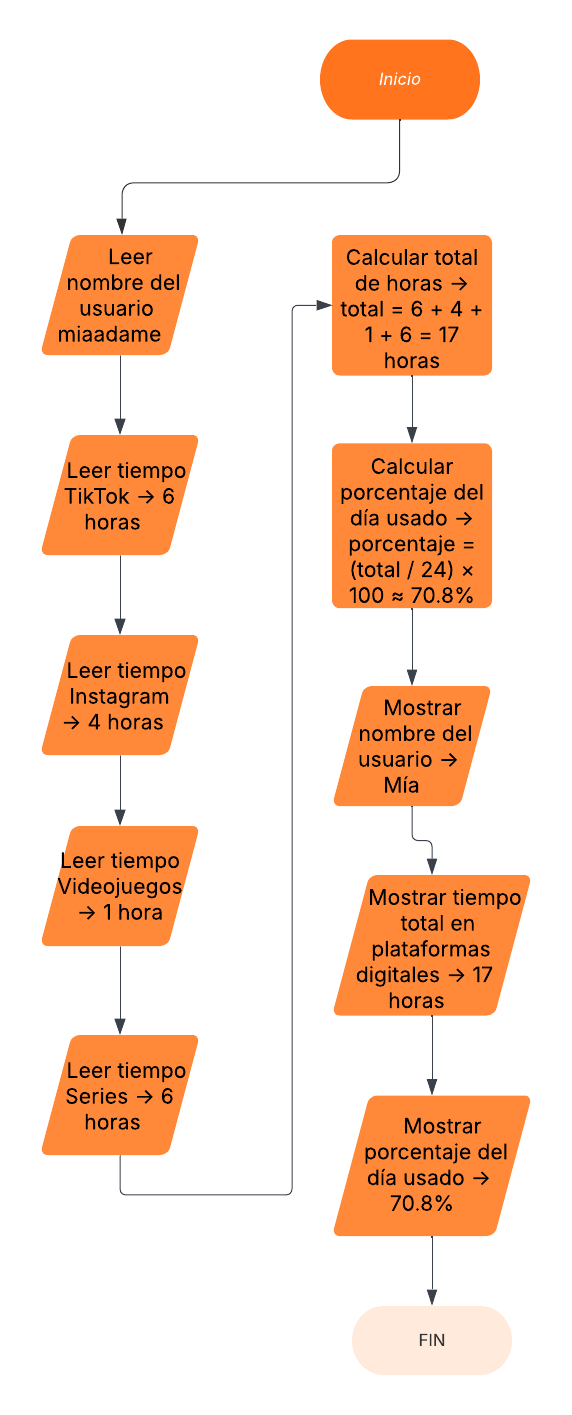 Inicio
Leer
nombre del
usuario
miaadame
Leer tiempo
TikTok → 6
horas
Leer tiempo
Instagram
→ 4 horas
Leer tiempo
Videojuegos
→ 1 hora
Leer tiempo
Series → 6
horas
Calcular total
de horas →
total = 6 + 4 +
1 + 6 = 17
horas
Calcular
porcentaje del
día usado →
porcentaje =
(total / 24) ×
100 ≈ 70.8%
Mostrar
nombre del
usuario →
Mía
Mostrar tiempo
total en
plataformas
digitales → 17
horas
Mostrar
porcentaje del
día usado →
70.8%
FIN